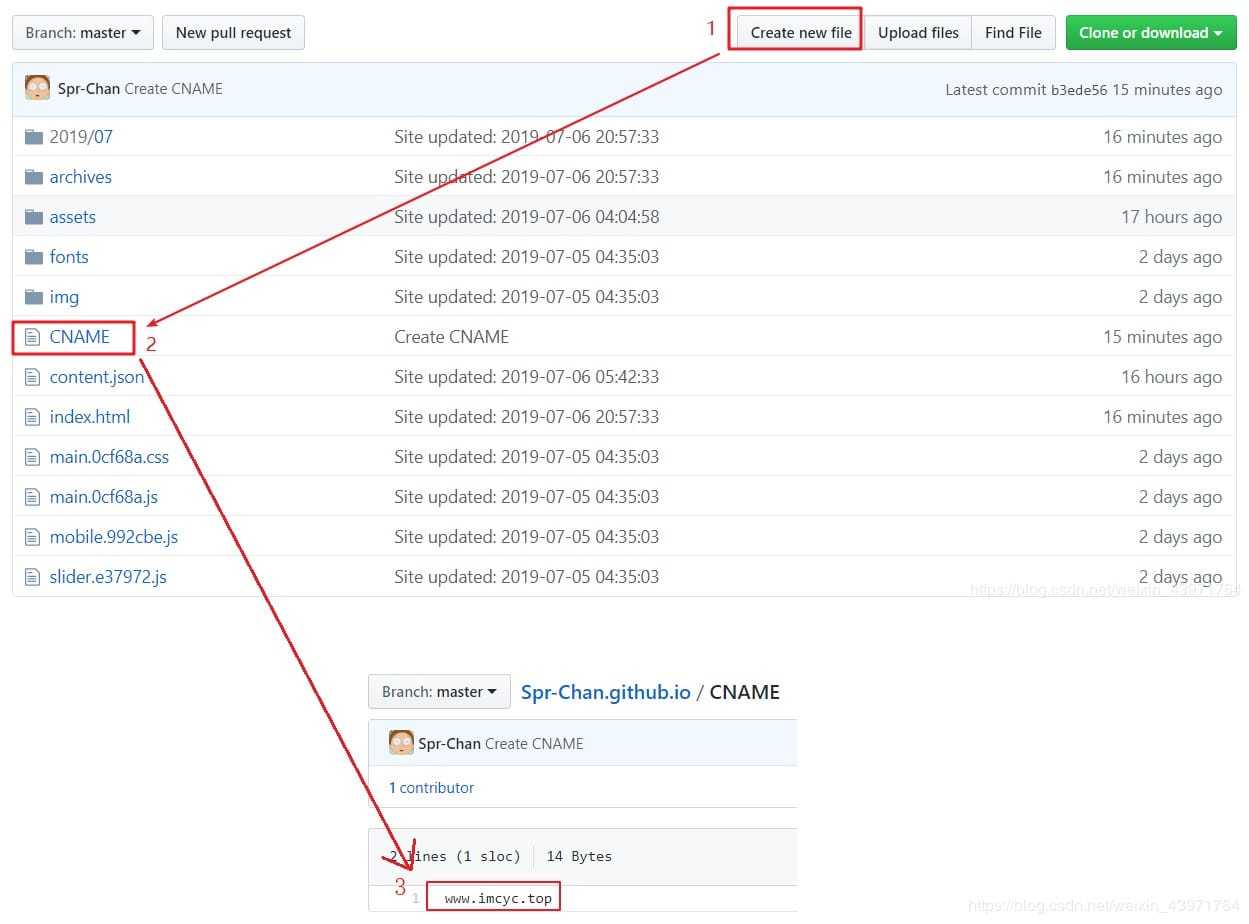 Branch: master New pull request 1 Create new file Upload files Find File Clone or download
Spr-Chan Create CNAME Latest commit b3ede56 15 minutes ago
2019/07 Site updated: 2019-07-06 20:57:33 16 minutes ago
archives Site updated: 2019-07-06 20:57:33 16 minutes ago
assets Site updated: 2019-07-06 04:04:58 17 hours ago
fonts Site updated: 2019-07-05 04:35:03 2 days ago
img Site updated: 2019-07-05 04:35:03 2 days ago
CNAME 2 Create CNAME 15 minutes ago
content.json Site updated: 2019-07-06 05:42:33 16 hours ago
index.html Site updated: 2019-07-06 20:57:33 16 minutes ago
main.0cf68a.css Site updated: 2019-07-05 04:35:03 2 days ago
main.0cf68a.js Site updated: 2019-07-05 04:35:03 2 days ago
mobile.992cbe.js Site updated: 2019-07-05 04:35:03 2 days ago
slider.e37972.js Site updated: 2019-07-05 04:35:03 2 days ago
https://blog.csdn.net/weixin_43971764
Branch: master Spr-Chan.github.io / CNAME
Spr-Chan Create CNAME
1 contributor
2 lines (1 sloc) 14 Bytes
3 1 www.imcyc.top
https://blog.csdn.net/weixin_43971764